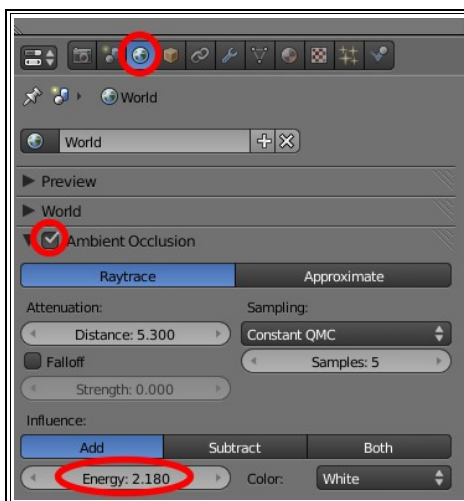 World
World
Preview
World
Ambient Occlusion
Raytrace Approximate
Attenuation: Sampling:
Distance: 5.300 Constant QMC
Falloff Samples: 5
Strength: 0.000
Influence:
Add Subtract Both
Energy: 2.180 Color: White